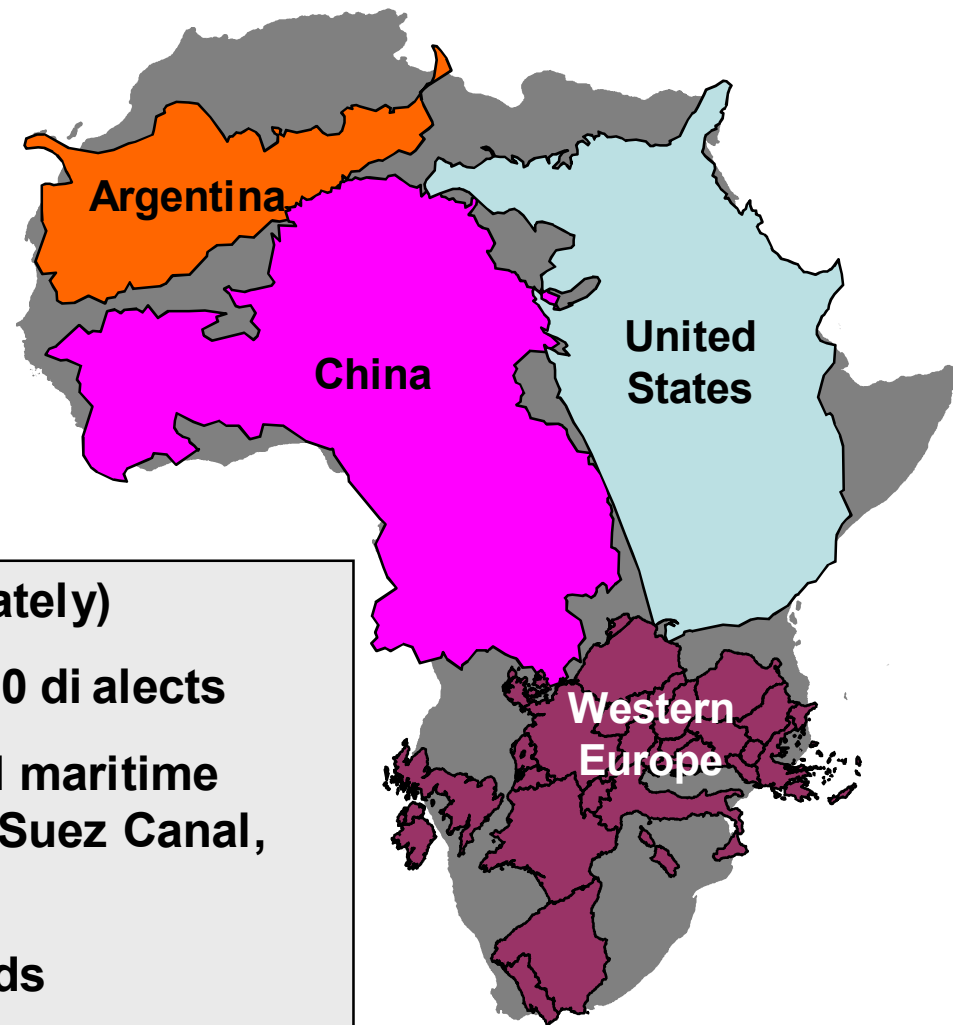 Argentina
China
United
States
Western
Europe
ately)
0 di alects
maritime
Suez Canal,
ds